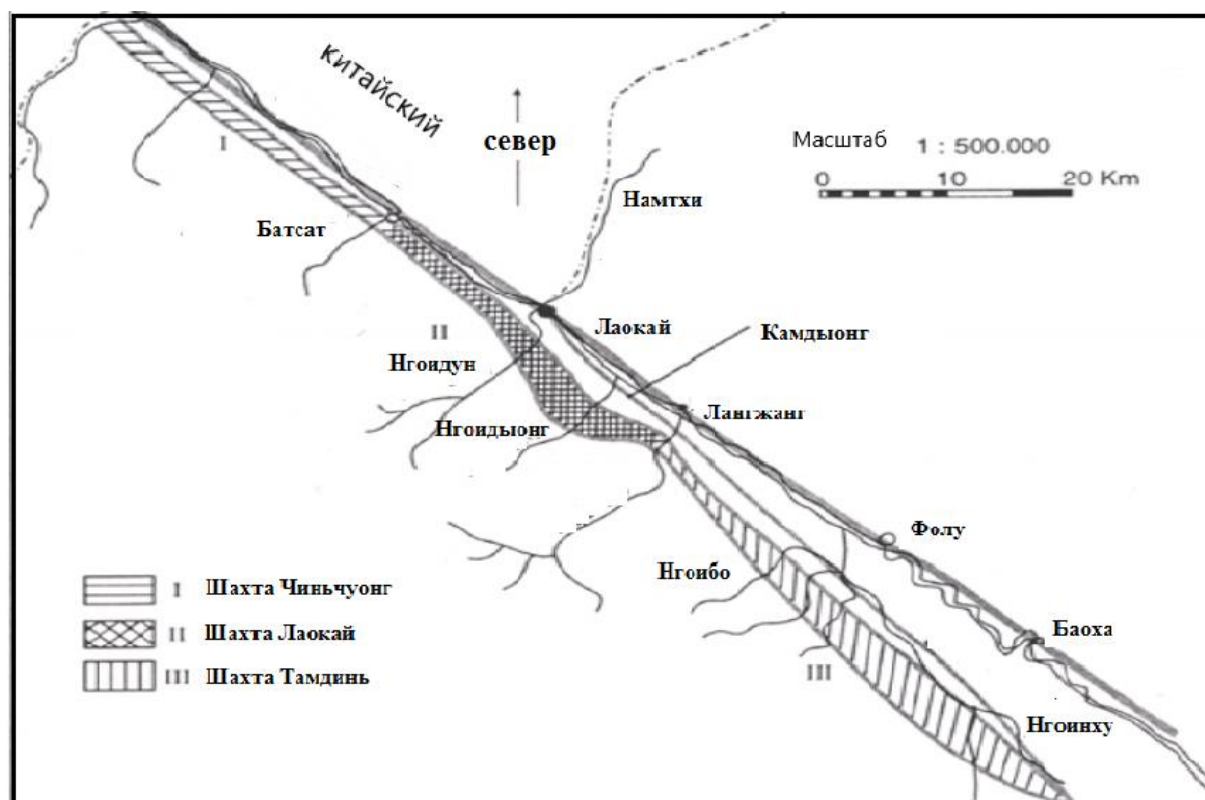 китайский
север
Масштаб 1 : 500.000
0 10 20 Km
Намтхи
I
Батсат
Лаокай
II
Камдыонг
Нгоидун
Лангжанг
Нгоидыонг
Фолу
Нгоибо
I Шахта Чиньчуонг
Баоха
II Шахта Лаокай
III
III Шахта Тамдинь
Нгоинху